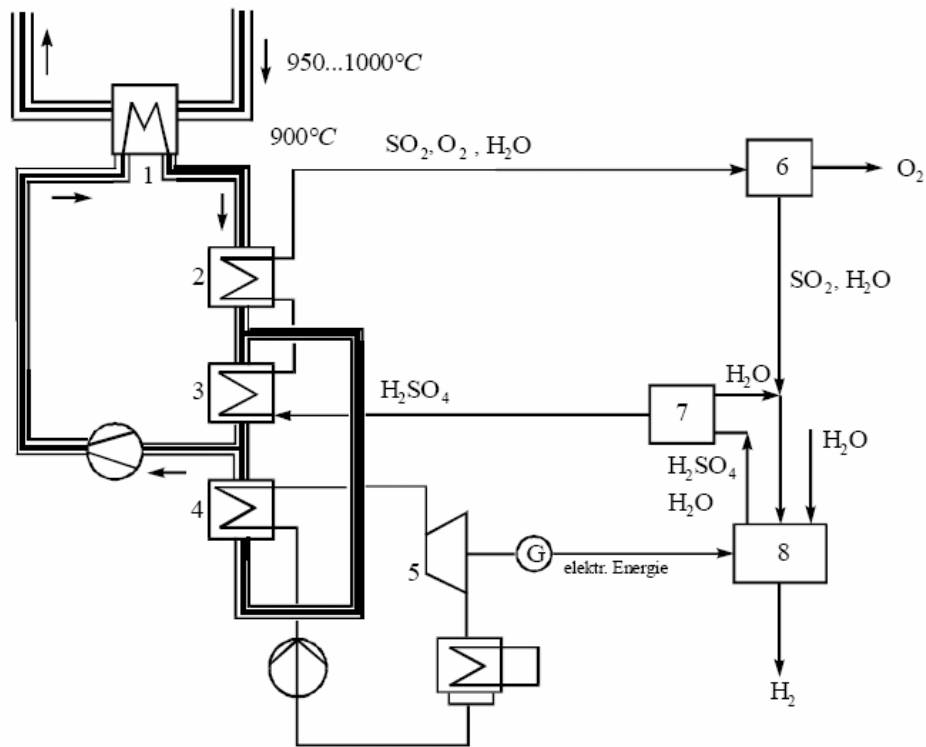 950...1000°C
900°C
1
SO₂, O₂ , H₂O
6
O₂
2
SO₂, H₂O
3
H₂SO₄
7
H₂O
H₂O
H₂SO₄
H₂O
4
5
G
elektr. Energie
8
H₂